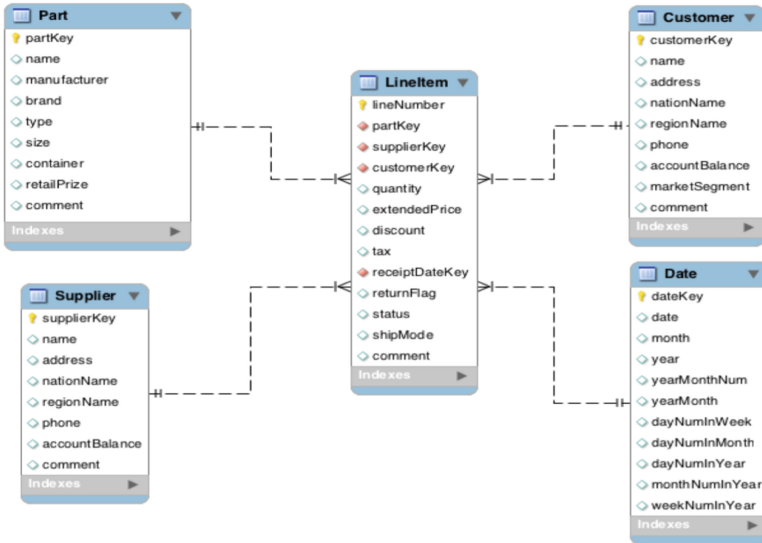 Part
partKey
name
manufacturer
brand
type
size
container
retailPrize
comment
Indexes
Supplier
supplierKey
name
address
nationName
regionName
phone
accountBalance
comment
Indexes
LineItem
lineNumber
partKey
supplierKey
customerKey
quantity
extendedPrice
discount
tax
receiptDateKey
returnFlag
status
shipMode
comment
Indexes
Customer
customerKey
name
address
nationName
regionName
phone
accountBalance
marketSegment
comment
Indexes
Date
dateKey
date
month
year
yearMonthNum
yearMonth
dayNumInWeek
dayNumInMonth
dayNumInYear
monthNumInYear
weekNumInYear
Indexes